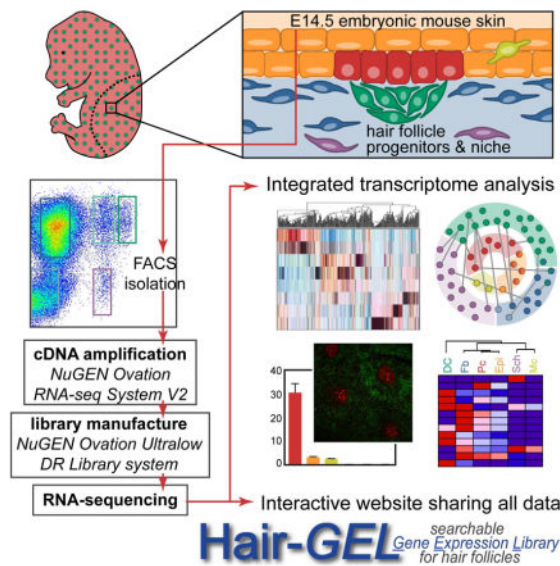 E14.5 embryonic mouse skin
hair follicle
progenitors & niche
Integrated transcriptome analysis
FACS
isolation
cDNA amplification
NuGEN Ovation
RNA-seq System V2
library manufacture
NuGEN Ovation Ultralow
DR Library system
RNA-sequencing
40
30
20
10
0
DC
Fb
Pc
Epi
Sch
Mc
Interactive website sharing all data
Hair-GEL
searchable
Gene Expression Library
for hair follicles